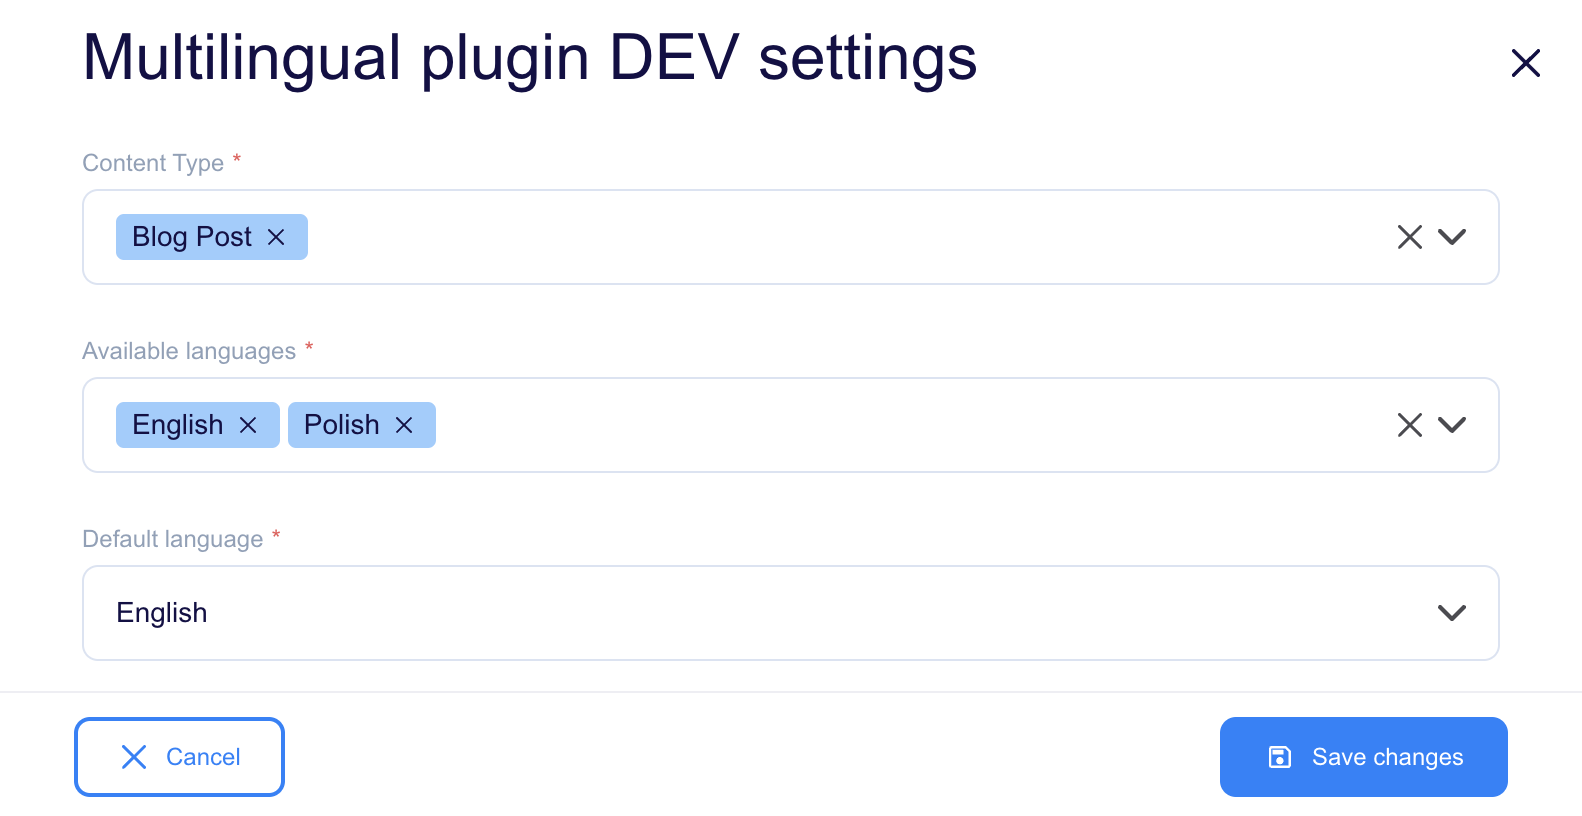 Multilingual plugin DEV settings
Content Type *
Blog Post
Available languages *
English Polish
Default language *
English
Cancel
Save changes